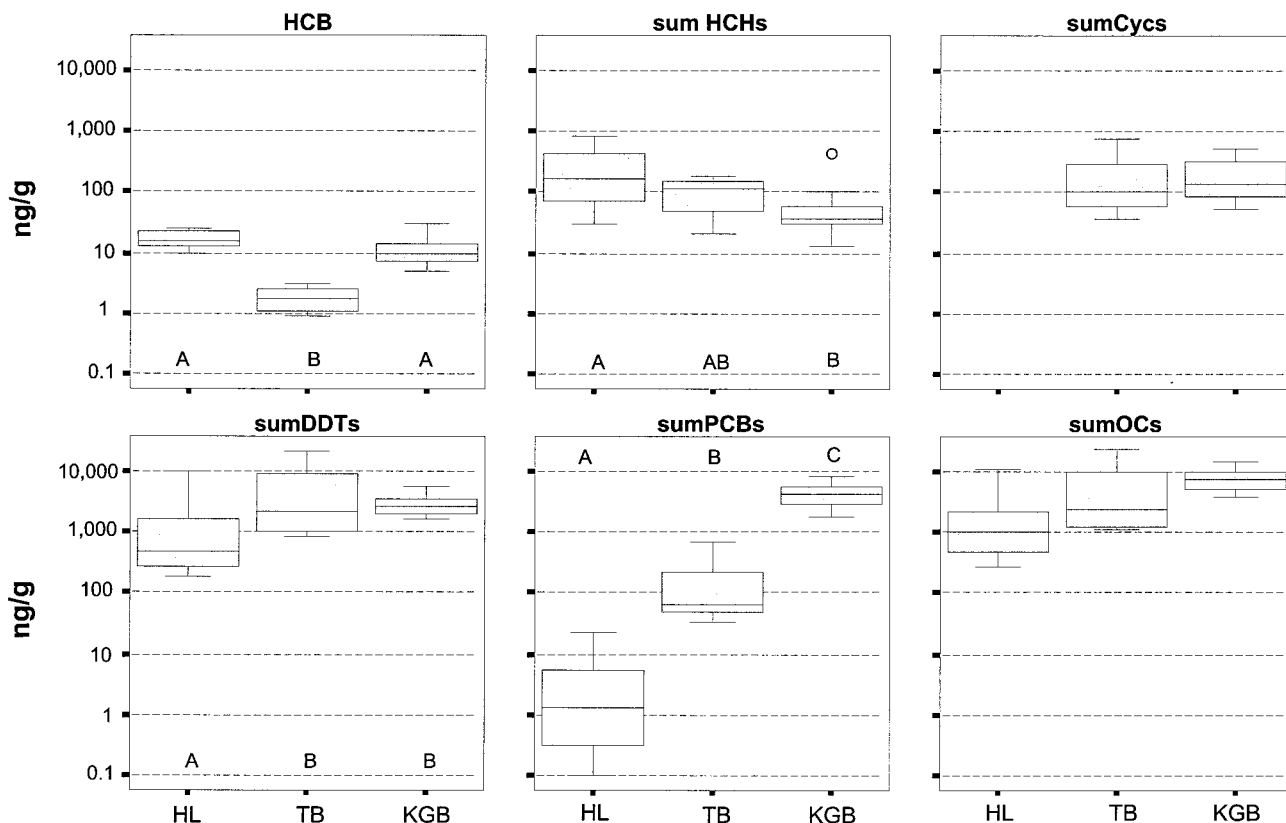 HCB sum HCHs sumCycs
10,000
1,000
100
10
1
0.1
ng/g
A B A A AB B
sumDDTs sumPCBs sumOCs
A B C
10,000
1,000
100
10
1
0.1
ng/g
A B B
HL TB KGB HL TB KGB HL TB KGB